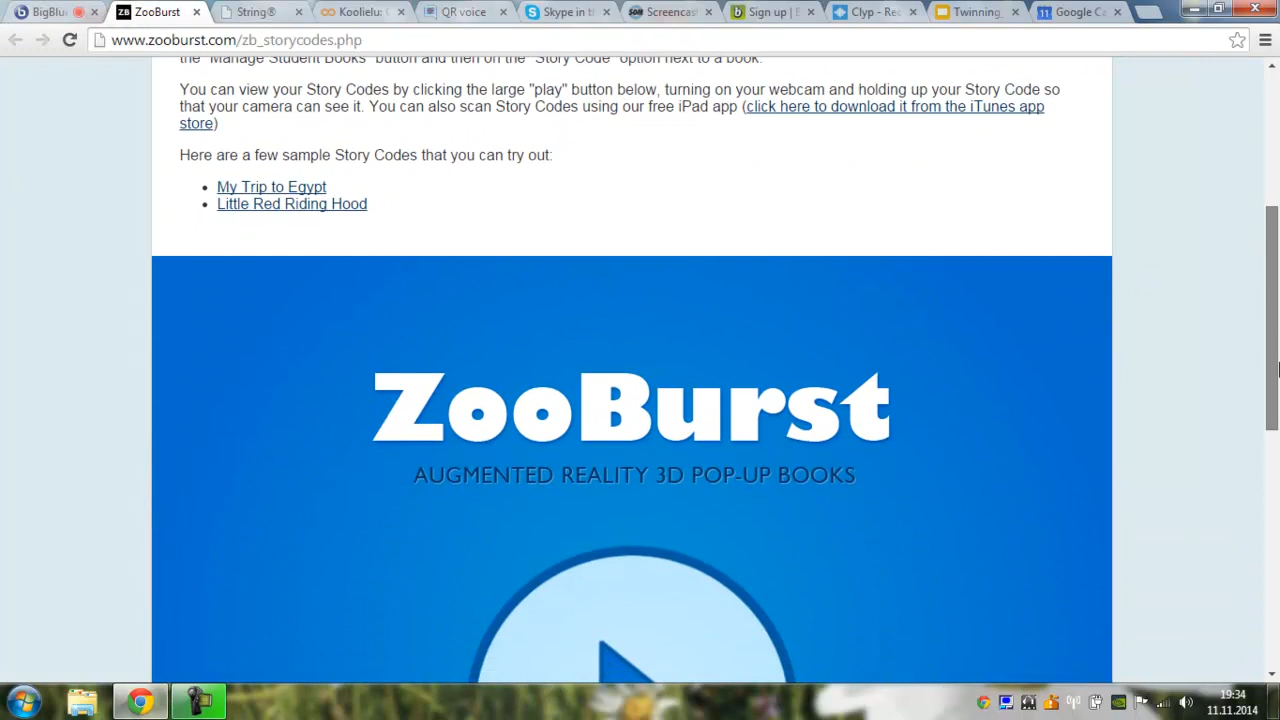 BigBlu
ZooBurst
String®
Koolielu
QR voice
Skype in t
Screencas
Sign up | E
Clyp - Rec
Twinning
Google Ca
www.zooburst.com/zb_storycodes.php
the "Manage Student Books" button and then on the "Story Code" option next to a book.
You can view your Story Codes by clicking the large "play" button below, turning on your webcam and holding up your Story Code so
that your camera can see it. You can also scan Story Codes using our free iPad app (click here to download it from the iTunes app
store)
Here are a few sample Story Codes that you can try out:
• My Trip to Egypt
• Little Red Riding Hood
ZooBurst
AUGMENTED REALITY 3D POP-UP BOOKS
19:34
11.11.2014